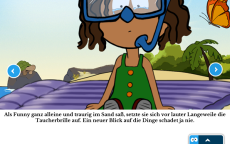 Als Funny ganz alleine und traurig im Sand saß, setzte sie sich vor lauter Langeweile die
Taucherbrille auf. Ein neuer Blick auf die Dinge schadet ja nie.